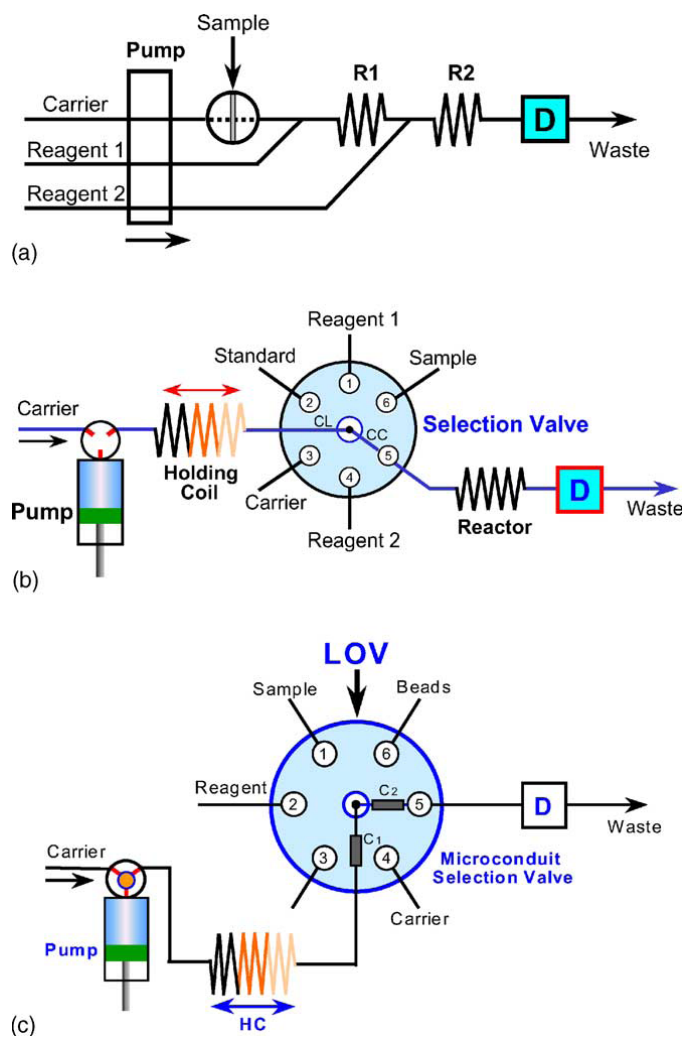 Sample
Pump
R1
R2
Carrier
D
Reagent 1
Waste
Reagent 2
(a)
Reagent 1
Standard
Sample
1
2
6
Carrier
CL
CC
Selection Valve
3
5
Holding
Coil
4
Carrier
D
Pump
Reactor
Waste
Reagent 2
(b)
LOV
Sample
Beads
1
6
Reagent
2
C2
5
D
Waste
C1
Carrier
3
4
Microconduit
Selection Valve
Carrier
Pump
HC
(c)